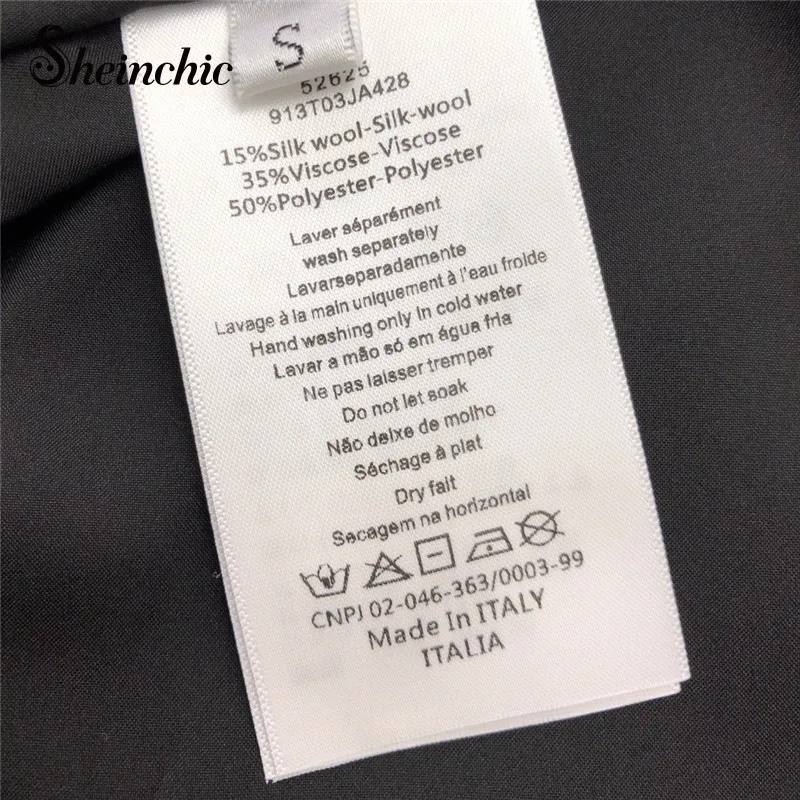 Sheinchic
S
52625
913T03JA428
15%Silk wool-Silk-wool
35%Viscose-Viscose
50%Polyester-Polyester
Laver séparément
wash separately
Lavarseparadamente
Lavage à la main uniquement à l'eau froide
Hand washing only In cold water
Lavar a mão só em água fria
Ne pas laisser tremper
Do not let soak
Não deixe de molho
Séchage à plat
Dry fait
Secagem na horizontal
CNPJ 02-046-363/0003-99
Made In ITALY
ITALIA